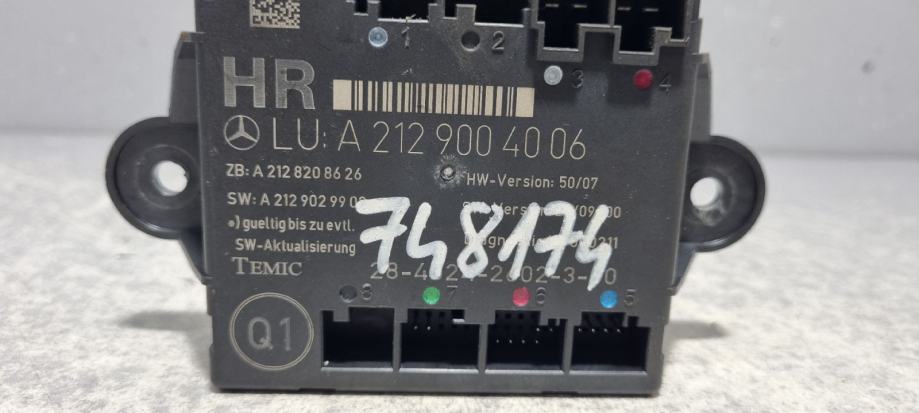 1 2
3 4
HR
LU: A 212 900 40 06
ZB: A 212 820 86 26
HW-Version: 50/07
SW: A 212 902 99
•) gueltig bis zu evtl.
SW-Aktualisierung
748174
TEMIC
8 7 6 5
Q1